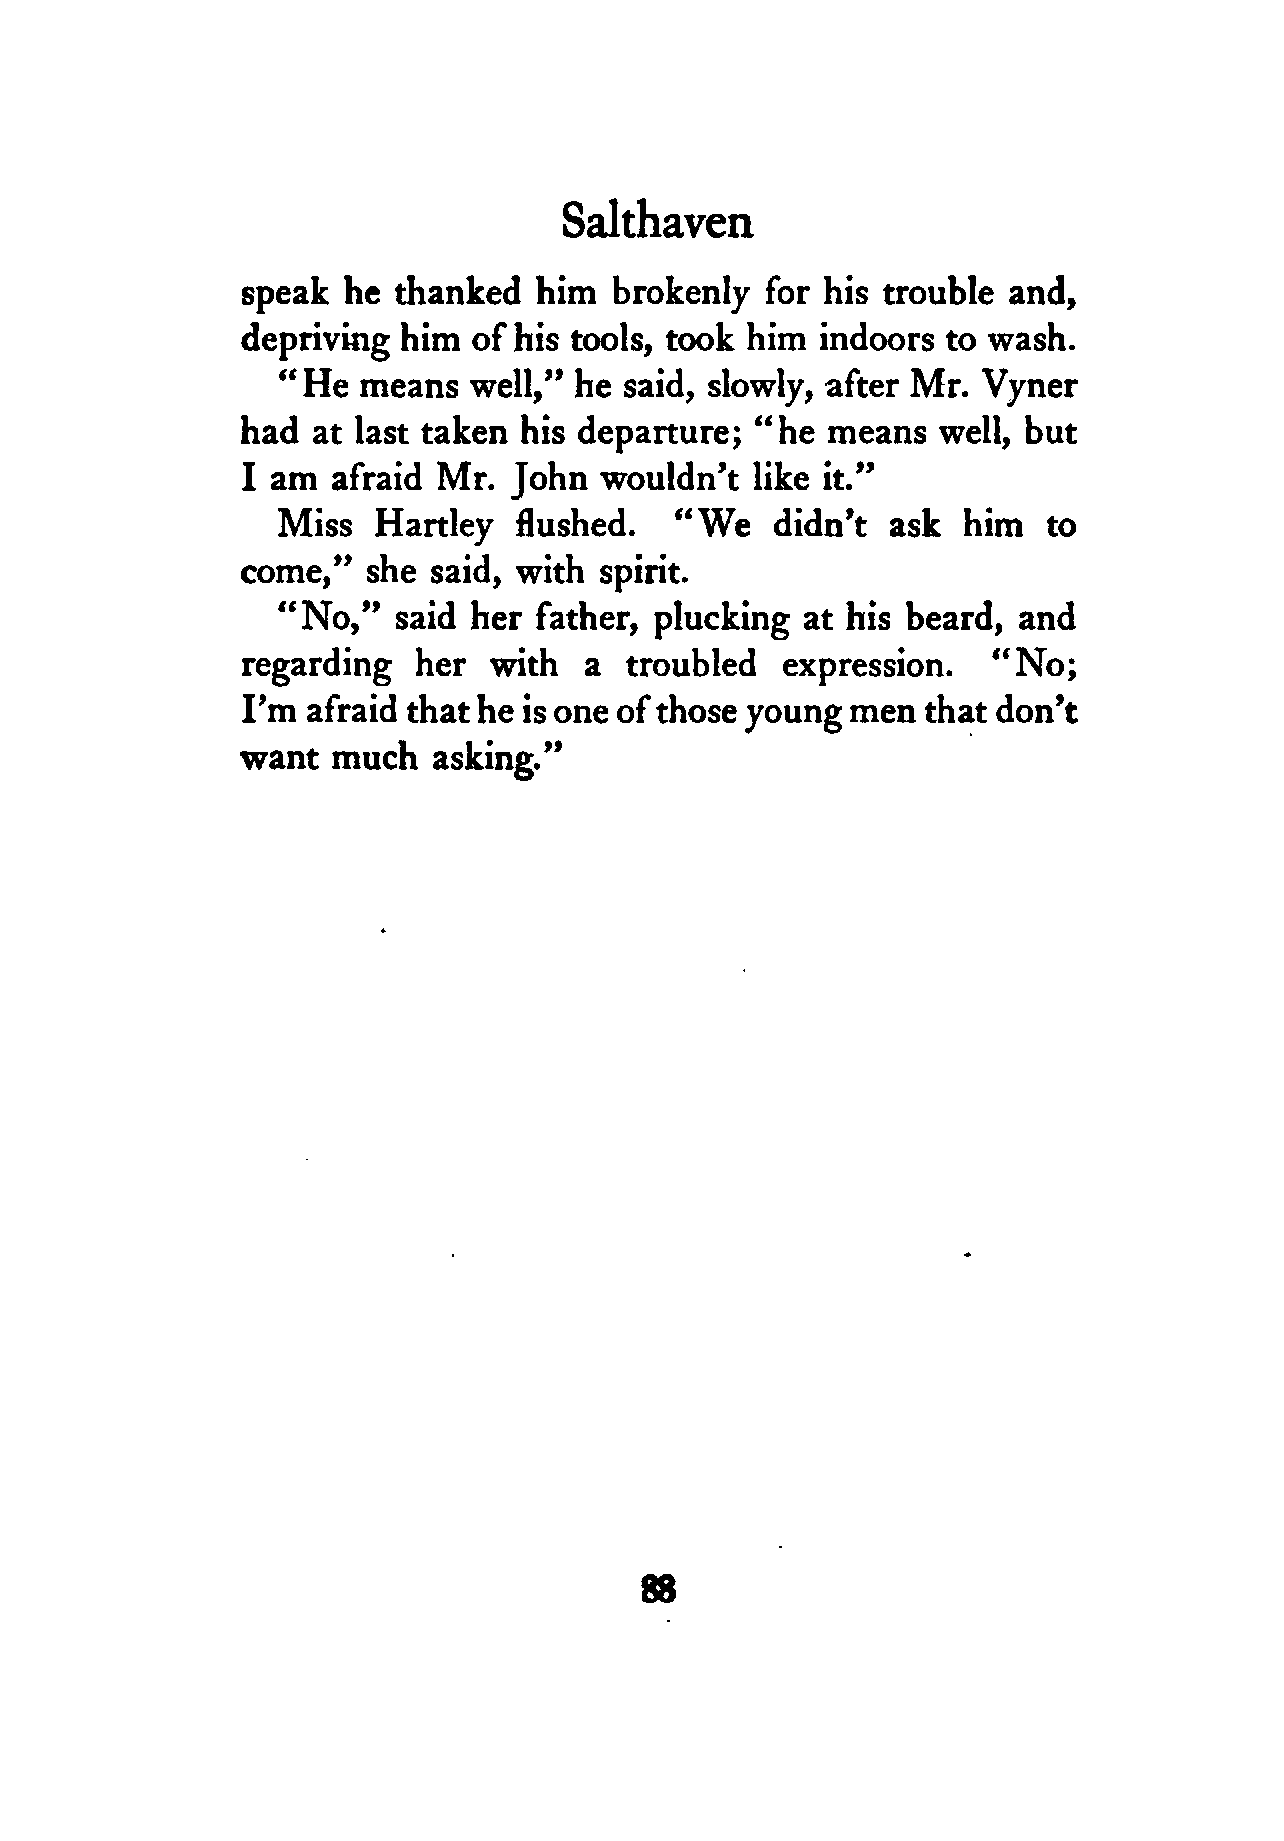 Salthaven
speak he thanked him brokenly for his trouble and,
depriving him of his tools, took him indoors to wash.
“He means well,” he said, slowly, after Mr. Vyner
had at last taken his departure; “he means well, but
I am afraid Mr. John wouldn’t like it.”
Miss Hartley flushed. “We didn’t ask him to
come,” she said, with spirit.
“No,” said her father, plucking at his beard, and
regarding her with a troubled expression. “No;
I’m afraid that he is one of those young men that don’t
want much asking.”
88